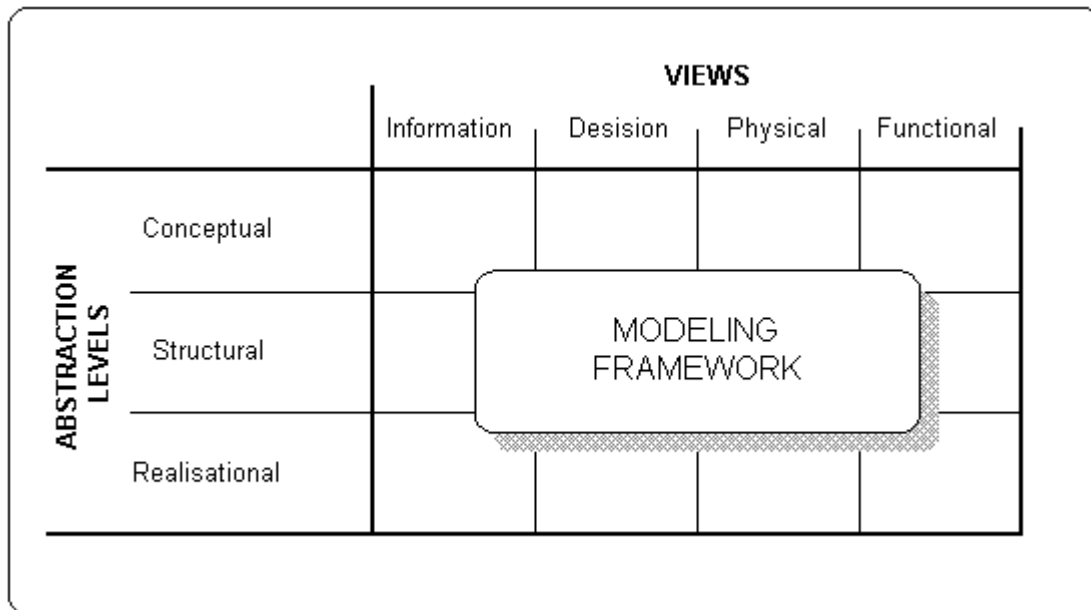 VIEWS
Information Desision Physical Functional
ABSTRACTION
LEVELS
Conceptual
Structural
Realisational
MODELING
FRAMEWORK